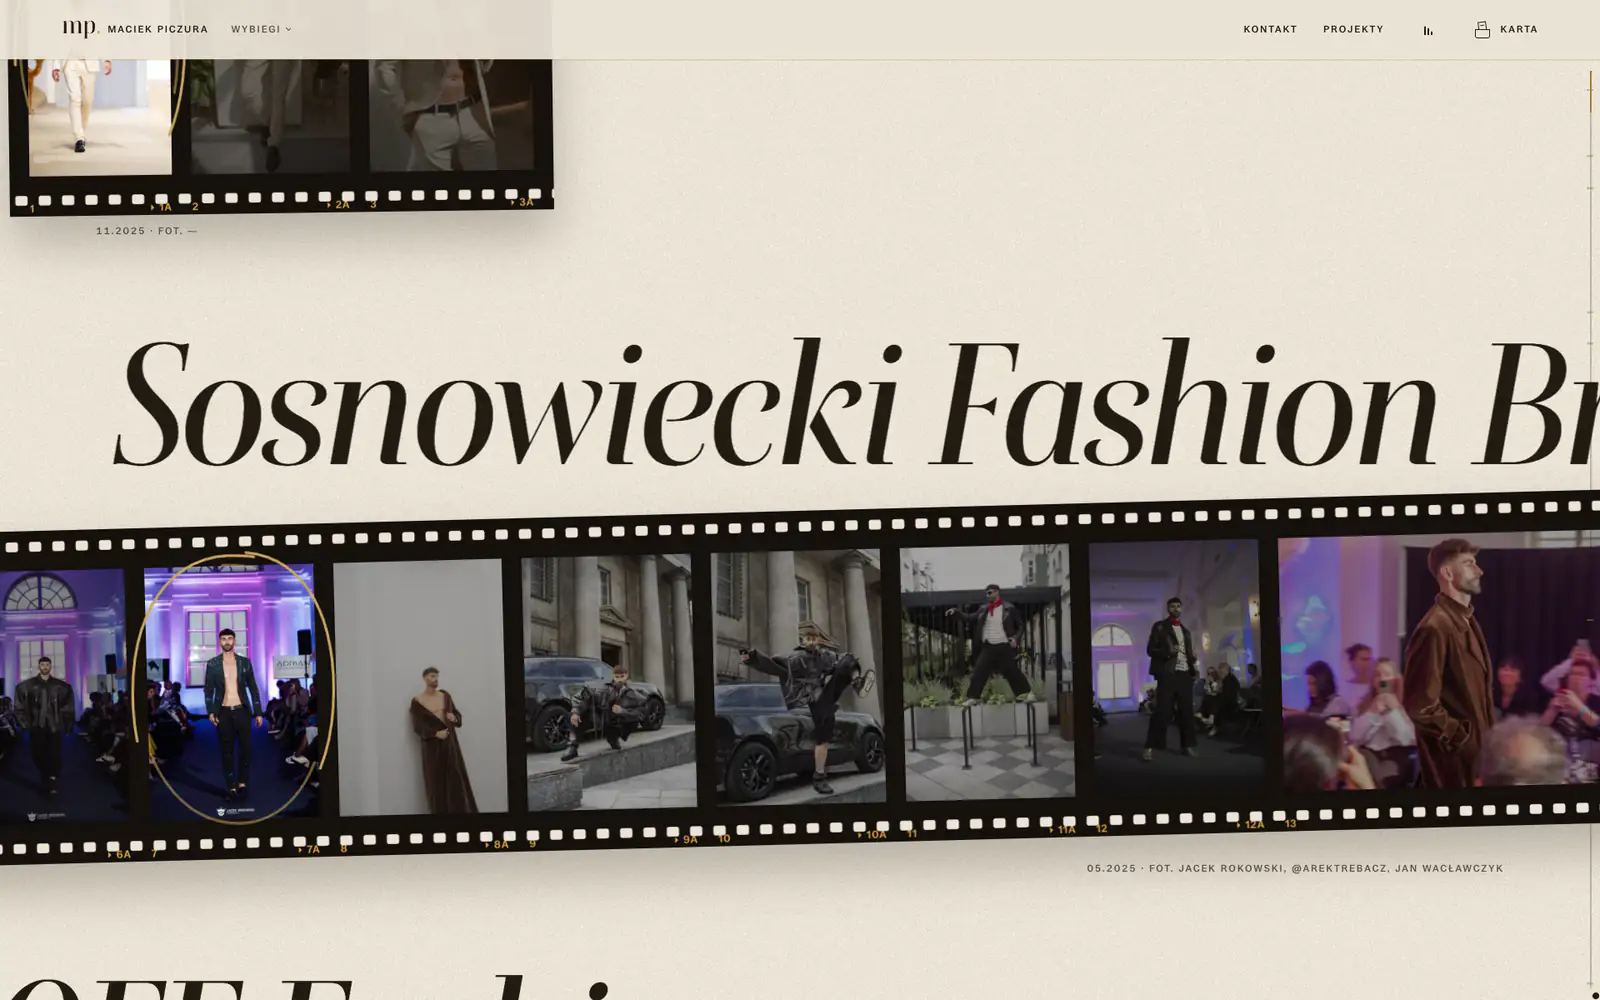 mp. MACIEK PICZURA WYBIEGI KONTAKT PROJEKTY KARTA
1 1A 2 2A 3 3A
11.2025 · FOT. —
Sosnowiecki Fashion Br
6A 7 7A 8 8A 9 9A 10 10A 11 11A 12 12A 13
05.2025 · FOT. JACEK ROKOWSKI, @AREKTREBACZ, JAN WACŁAWCZYK
OFF Fashi